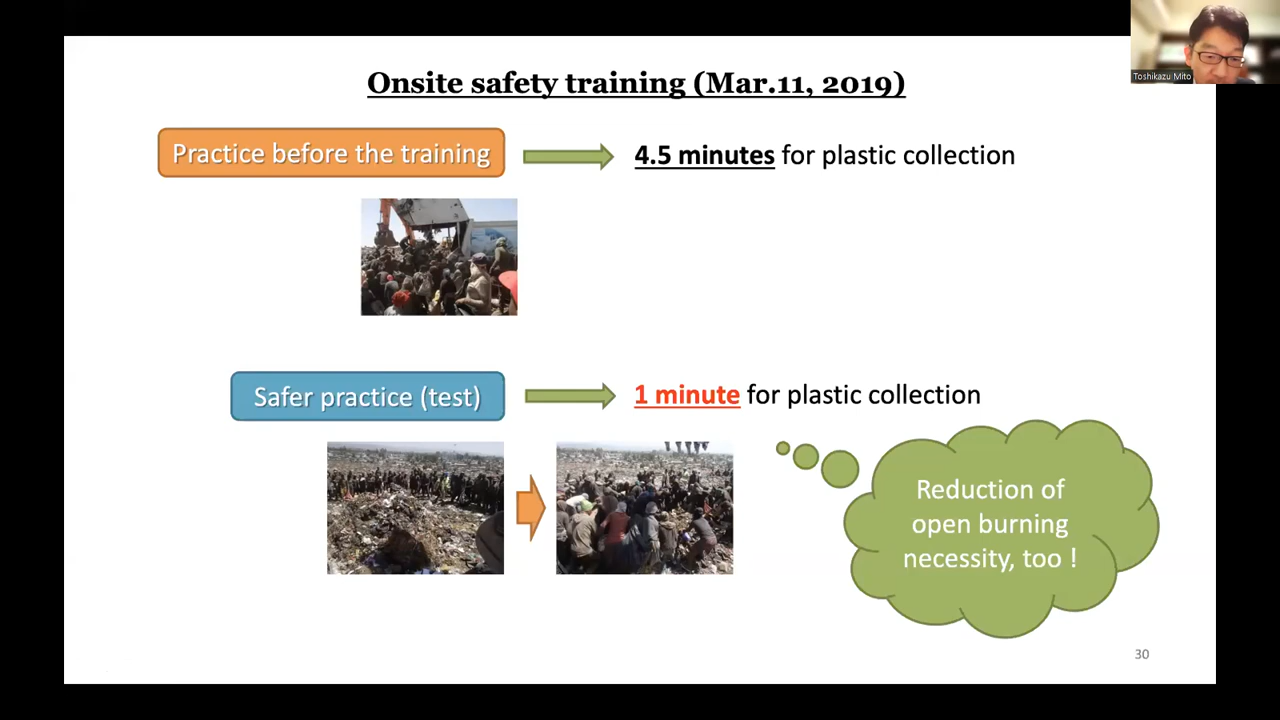 Toshikazu Mito
Onsite safety training (Mar.11, 2019)
Practice before the training
4.5 minutes for plastic collection
Safer practice (test)
1 minute for plastic collection
Reduction of
open burning
necessity, too !
30